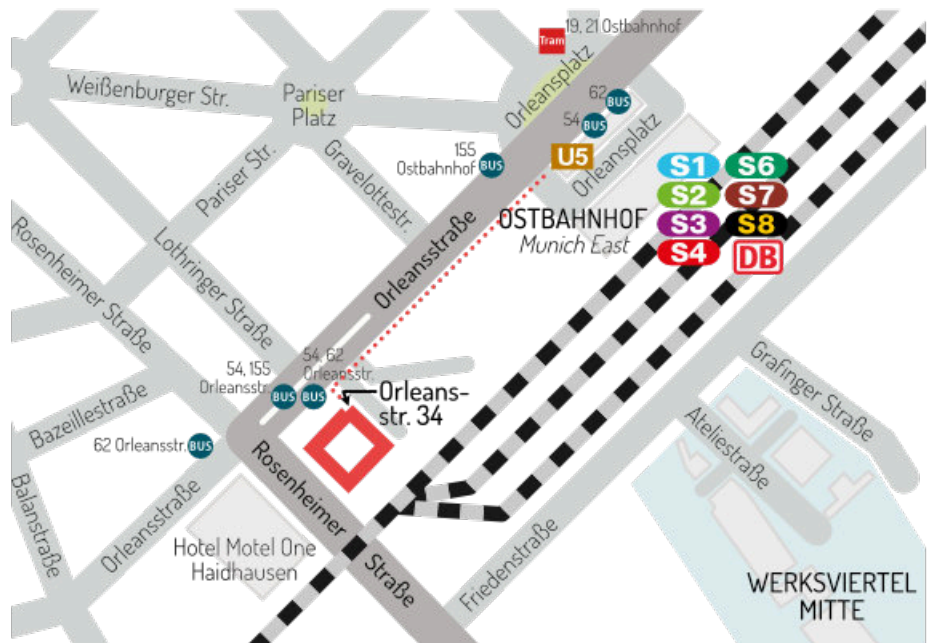 19, 21 Ostbahnhof
Tram
Orleansplatz
Weißenburger Str.
Pariser
Platz
62
BUS
54
BUS
Orleansplatz
U5
155
Ostbahnhof
BUS
Gravelottestr.
Pariser Str.
S1
S6
S2
S7
S3
S8
S4
DB
OSTBAHNHOF
Munich East
Rosenheimer Straße
Lothringer Straße
Orleansstraße
54, 155
Orleansstr.
BUS
54, 62
Orleansstr.
BUS
Orleans-
str. 34
Grafinger Straße
Ateliestraße
Bazeillestraße
62 Orleansstr.
BUS
Rosenheimer
Straße
Balanstraße
Orleansstraße
Hotel Motel One
Haidhausen
Friedenstraße
WERKSVIERTEL
MITTE